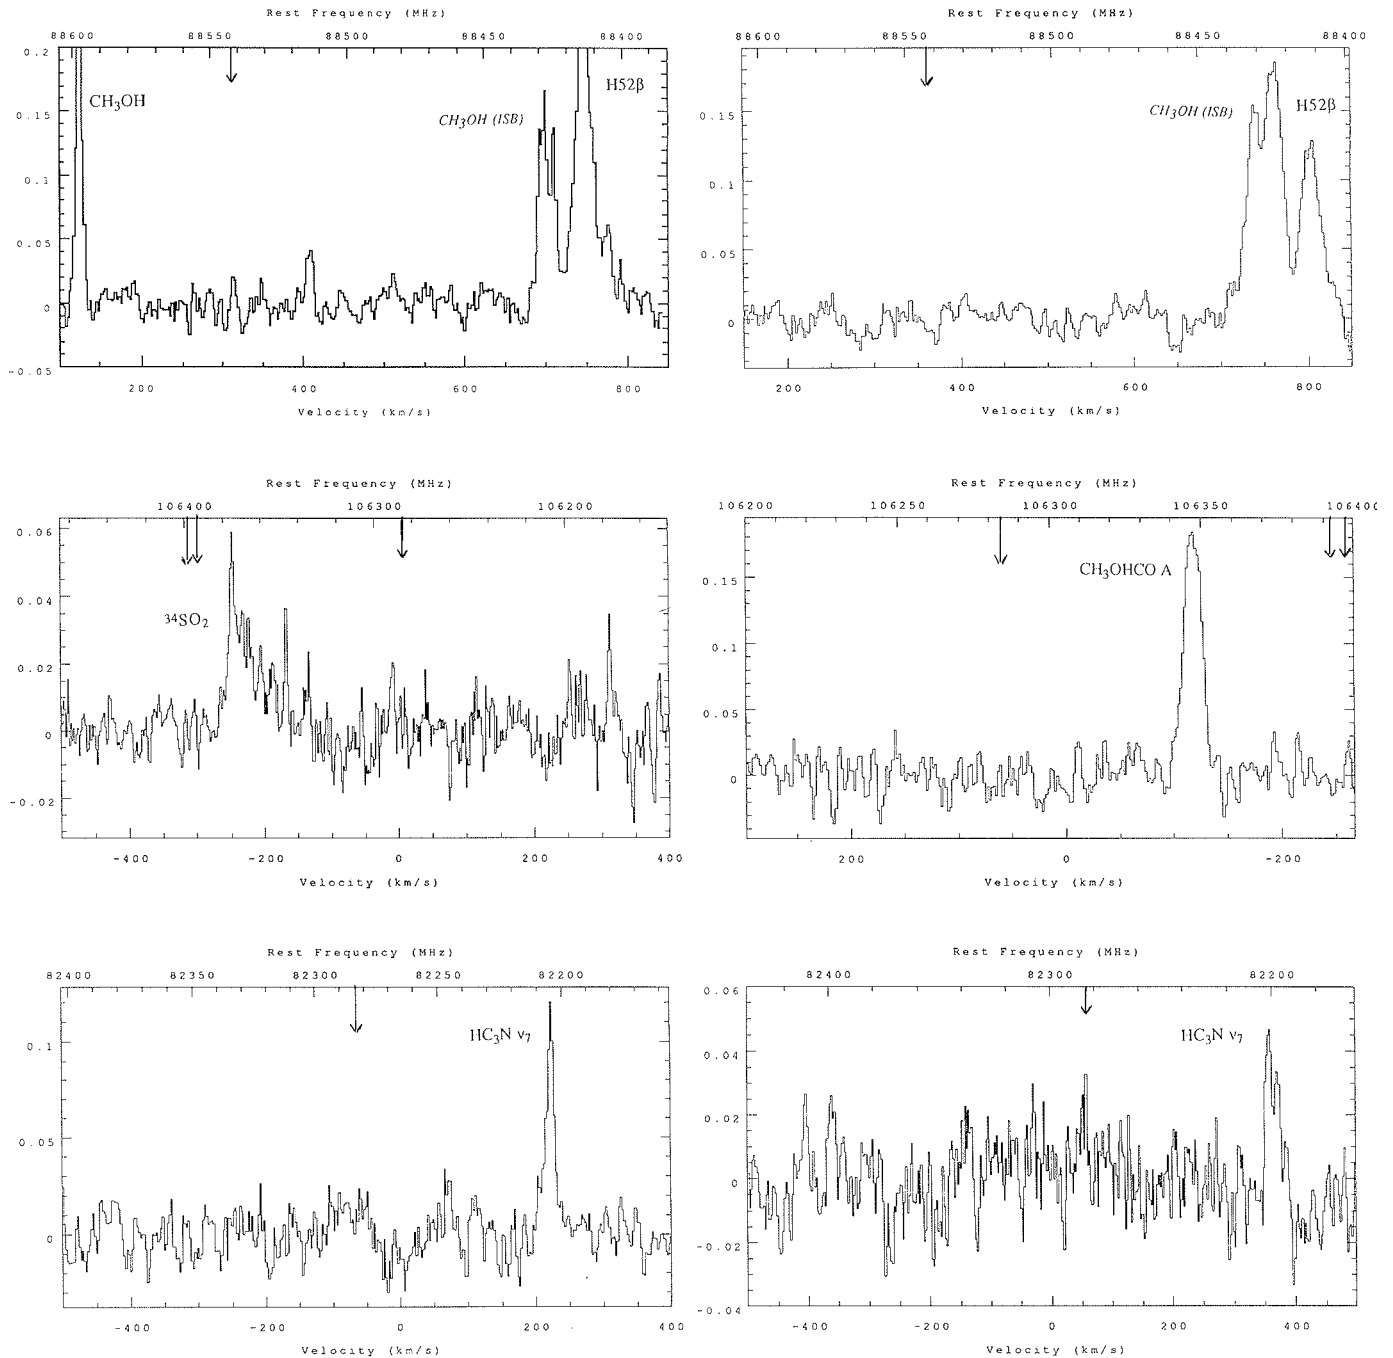 Rest Frequency (MHz)
88600 88550 88500 88450 88400
0.2
0.15
0.1
0.05
0
-0.05
CH₃OH
CH₃OH (ISB)
H52β
200 400 600 800
Velocity (km/s)
Rest Frequency (MHz)
88600 88550 88500 88450 88400
0.15
0.1
0.05
0
CH₃OH (ISB)
H52β
200 400 600 800
Velocity (km/s)
Rest Frequency (MHz)
106400 106300 106200
0.06
0.04
0.02
0
-0.02
³⁴SO₂
-400 -200 0 200 400
Velocity (km/s)
Rest Frequency (MHz)
106200 106250 106300 106350 106400
0.15
0.1
0.05
0
CH₃OHCO A
200 0 -200
Velocity (km/s)
Rest Frequency (MHz)
82400 82350 82300 82250 82200
0.1
0.05
0
HC₃N ν₇
-400 -200 0 200 400
Velocity (km/s)
Rest Frequency (MHz)
82400 82300 82200
0.06
0.04
0.02
0
-0.02
-0.04
HC₃N ν₇
-400 -200 0 200 400
Velocity (km/s)